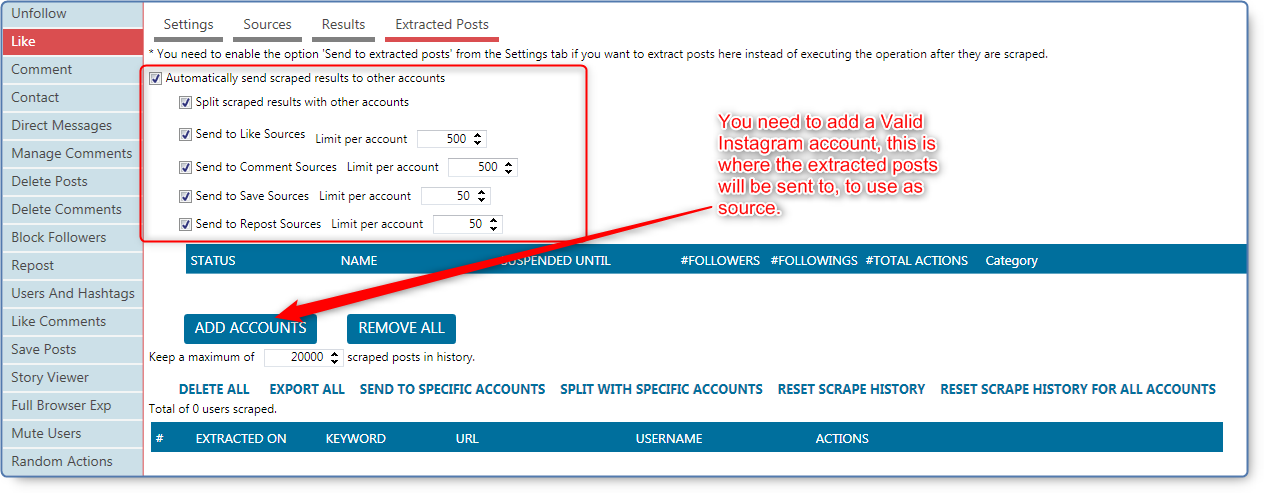 Unfollow
Like
Comment
Contact
Direct Messages
Manage Comments
Delete Posts
Delete Comments
Block Followers
Repost
Users And Hashtags
Like Comments
Save Posts
Story Viewer
Full Browser Exp
Mute Users
Random Actions
Settings Sources Results Extracted Posts
* You need to enable the option 'Send to extracted posts' from the Settings tab if you want to extract posts here instead of executing the operation after they are scraped.
Automatically send scraped results to other accounts
Split scraped results with other accounts
Send to Like Sources Limit per account 500
Send to Comment Sources Limit per account 500
Send to Save Sources Limit per account 50
Send to Repost Sources Limit per account 50
You need to add a Valid
Instagram account, this is
where the extracted posts
will be sent to, to use as
source.
STATUS NAME SUSPENDED UNTIL #FOLLOWERS #FOLLOWINGS #TOTAL ACTIONS Category
ADD ACCOUNTS REMOVE ALL
Keep a maximum of 20000 scraped posts in history.
DELETE ALL EXPORT ALL SEND TO SPECIFIC ACCOUNTS SPLIT WITH SPECIFIC ACCOUNTS RESET SCRAPE HISTORY RESET SCRAPE HISTORY FOR ALL ACCOUNTS
Total of 0 users scraped.
# EXTRACTED ON KEYWORD URL USERNAME ACTIONS